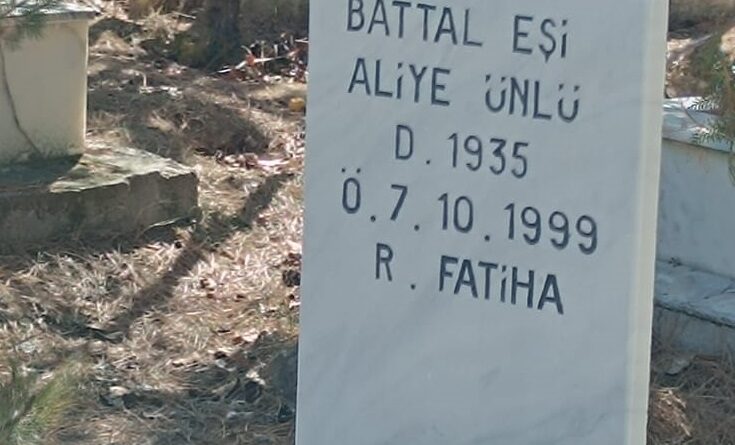 BATTAL EŞİ
ALİYE ÜNLÜ
D. 1935
Ö. 7. 10. 1999
R. FATİHA